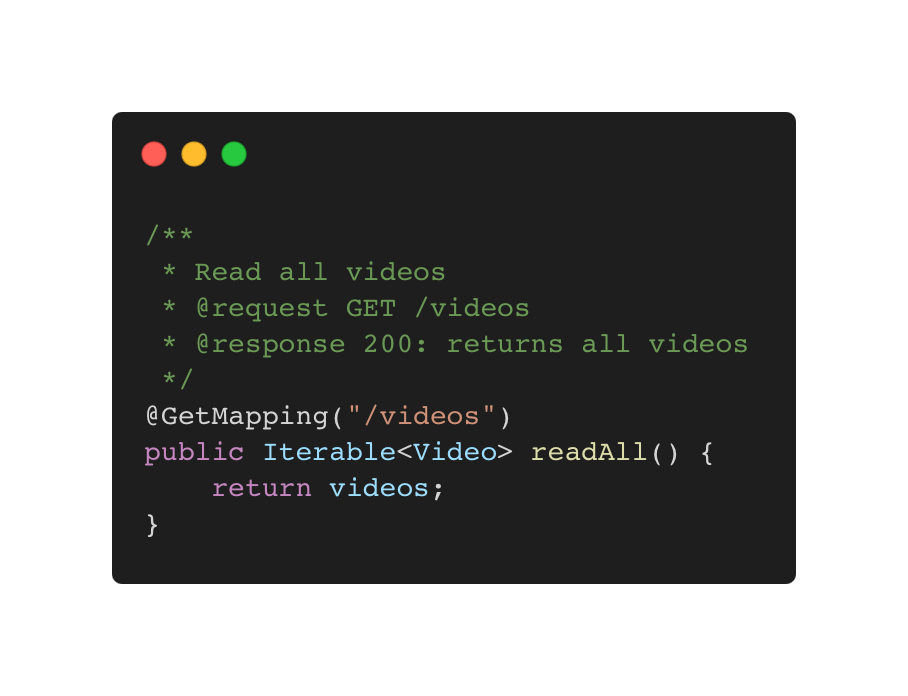 /**
 * Read all videos
 * @request GET /videos
 * @response 200: returns all videos
 */
@GetMapping("/videos")
public Iterable<Video> readAll() {
    return videos;
}